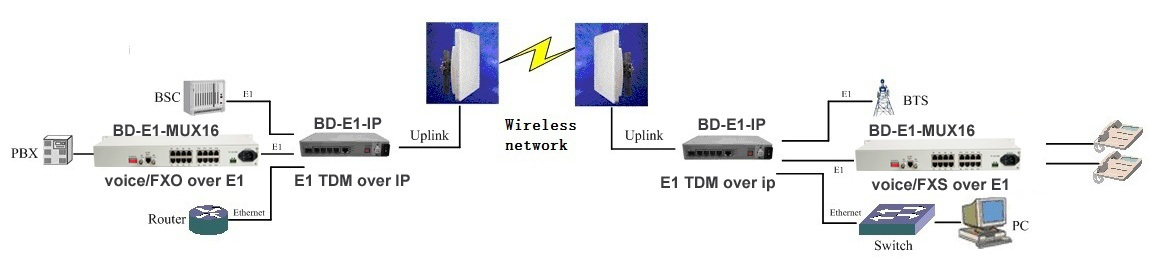 BSC
E1
BD-E1-MUX16
PBX
E1
voice/FXO over E1
Router
Ethernet
BD-E1-IP
E1 TDM over IP
Uplink
Wireless
network
Uplink
BD-E1-IP
E1 TDM over ip
E1
BTS
BD-E1-MUX16
E1
voice/FXS over E1
Ethernet
Switch
PC